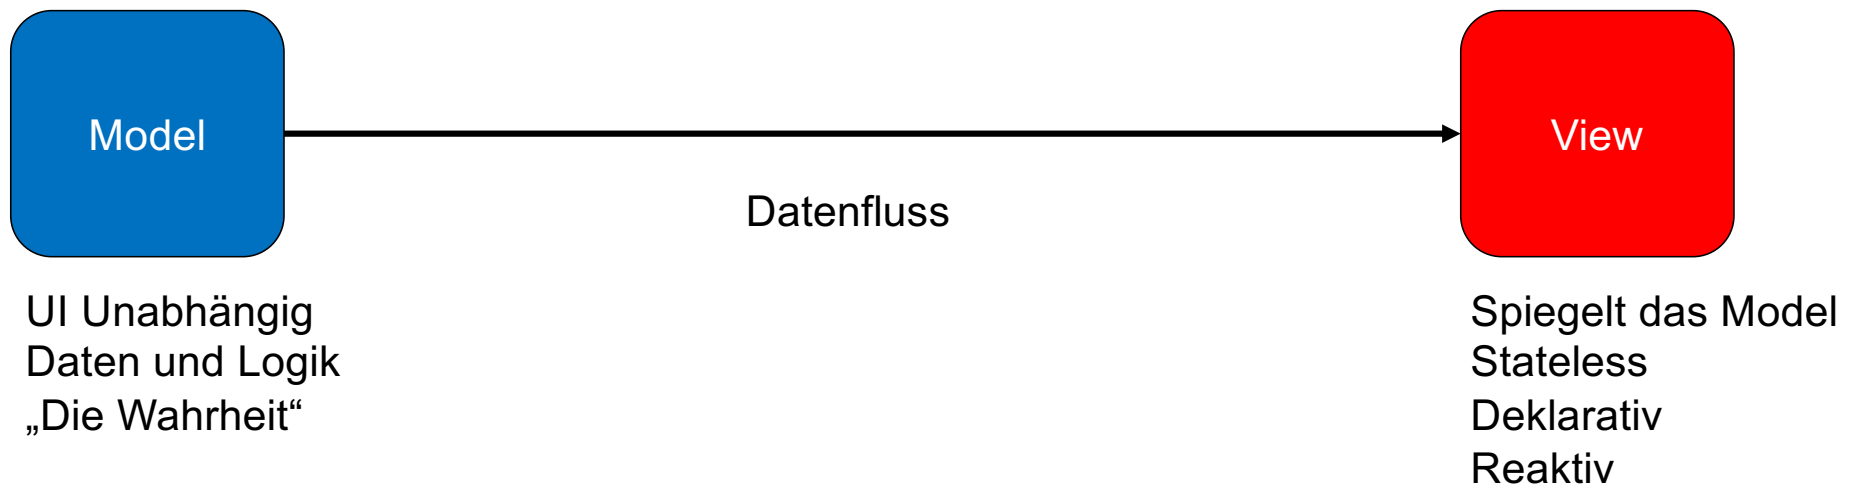 Model
View
Datenfluss
UI Unabhängig
Daten und Logik
„Die Wahrheit“
Spiegelt das Model
Stateless
Deklarativ
Reaktiv